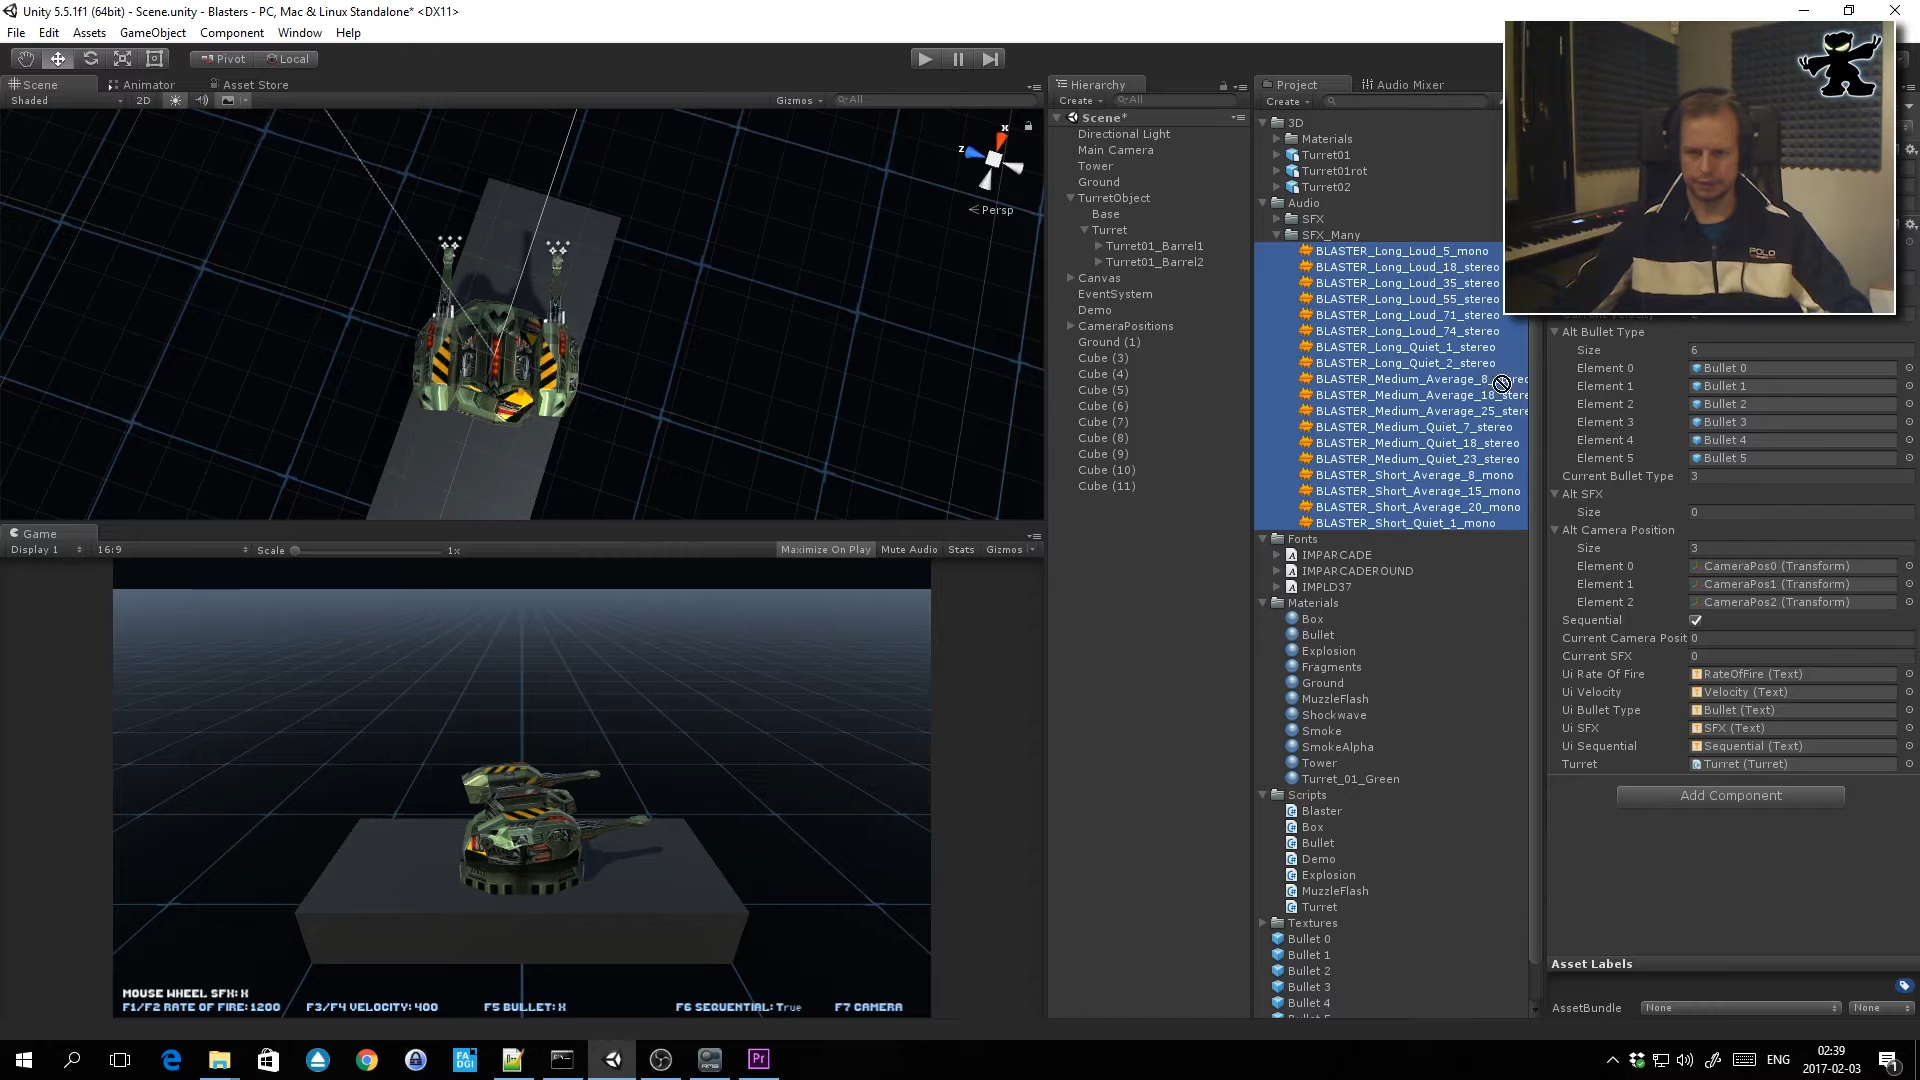 Unity 5.5.1f1 (64bit) - Scene.unity - Blasters - PC, Mac & Linux Standalone* <DX11>
File Edit Assets GameObject Component Window Help
Pivot Local
Scene Animator Asset Store
Shaded 2D Gizmos All
x
z
Persp
Hierarchy
Create All
Scene*
Directional Light
Main Camera
Tower
Ground
TurretObject
Base
Turret
Turret01_Barrel1
Turret01_Barrel2
Canvas
EventSystem
Demo
CameraPositions
Ground (1)
Cube (3)
Cube (4)
Cube (5)
Cube (6)
Cube (7)
Cube (8)
Cube (9)
Cube (10)
Cube (11)
Project Audio Mixer
Create
3D
Materials
Turret01
Turret01rot
Turret02
Audio
SFX
SFX_Many
BLASTER_Long_Loud_5_mono
BLASTER_Long_Loud_18_stereo
BLASTER_Long_Loud_35_stereo
BLASTER_Long_Loud_55_stereo
BLASTER_Long_Loud_71_stereo
BLASTER_Long_Loud_74_stereo
BLASTER_Long_Quiet_1_stereo
BLASTER_Long_Quiet_2_stereo
BLASTER_Medium_Average_8_
BLASTER_Medium_Average_18_stere
BLASTER_Medium_Average_25_stere
BLASTER_Medium_Quiet_7_stereo
BLASTER_Medium_Quiet_18_stereo
BLASTER_Medium_Quiet_23_stereo
BLASTER_Short_Average_8_mono
BLASTER_Short_Average_15_mono
BLASTER_Short_Average_20_mono
BLASTER_Short_Quiet_1_mono
Fonts
IMPARCADE
IMPARCADEROUND
IMPLD37
Materials
Box
Bullet
Explosion
Fragments
Ground
MuzzleFlash
Shockwave
Smoke
SmokeAlpha
Tower
Turret_01_Green
Scripts
Blaster
Box
Bullet
Demo
Explosion
MuzzleFlash
Turret
Textures
Bullet 0
Bullet 1
Bullet 2
Bullet 3
Bullet 4
POLO
Alt Bullet Type
Size 6
Element 0 Bullet 0
Element 1 Bullet 1
Element 2 Bullet 2
Element 3 Bullet 3
Element 4 Bullet 4
Element 5 Bullet 5
Current Bullet Type 3
Alt SFX
Size 0
Alt Camera Position
Size 3
Element 0 CameraPos0 (Transform)
Element 1 CameraPos1 (Transform)
Element 2 CameraPos2 (Transform)
Sequential
Current Camera Posit 0
Current SFX 0
Ui Rate Of Fire RateOfFire (Text)
Ui Velocity Velocity (Text)
Ui Bullet Type Bullet (Text)
Ui SFX SFX (Text)
Ui Sequential Sequential (Text)
Turret Turret (Turret)
Add Component
Asset Labels
AssetBundle None None
Game
Display 1 16:9 Scale 1x Maximize On Play Mute Audio Stats Gizmos
MOUSE WHEEL SFX: X
F1/F2 RATE OF FIRE: 1200 F3/F4 VELOCITY: 400 F5 BULLET: X F6 SEQUENTIAL: True F7 CAMERA
FA
DGI
AME
Pr
ENG
02:39
2017-02-03
1